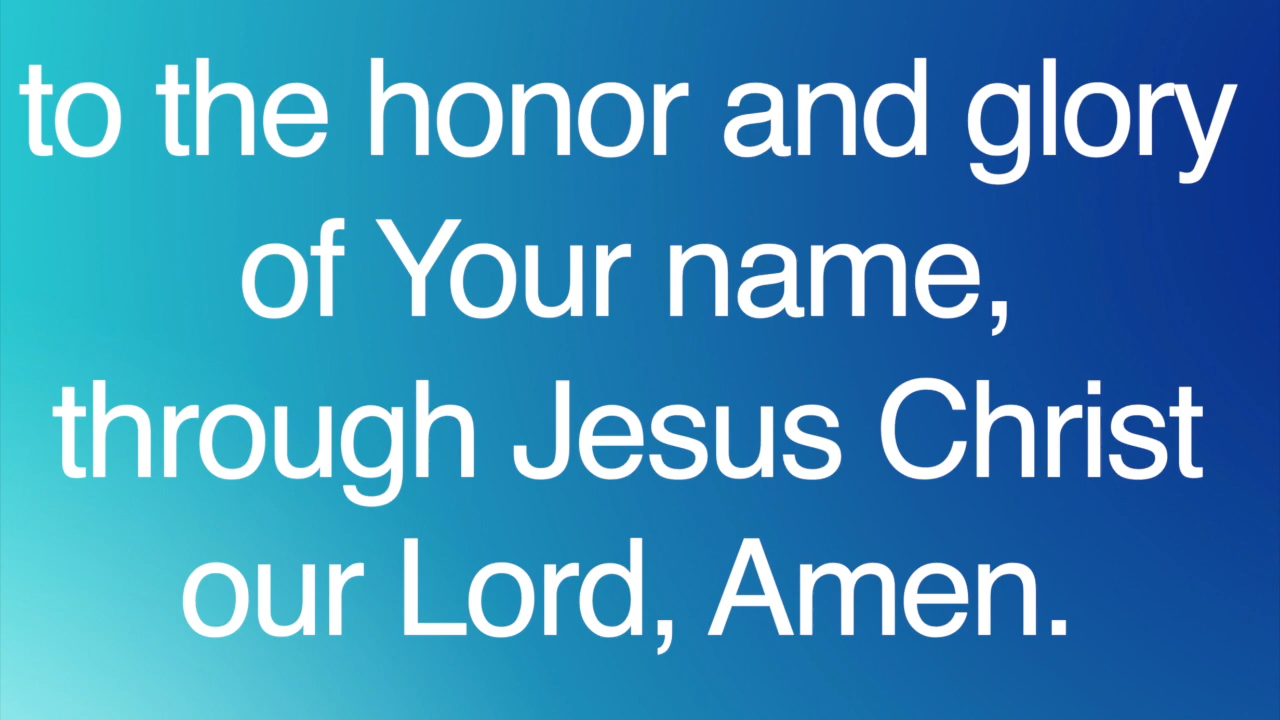 to the honor and glory
of Your name,
through Jesus Christ
our Lord, Amen.